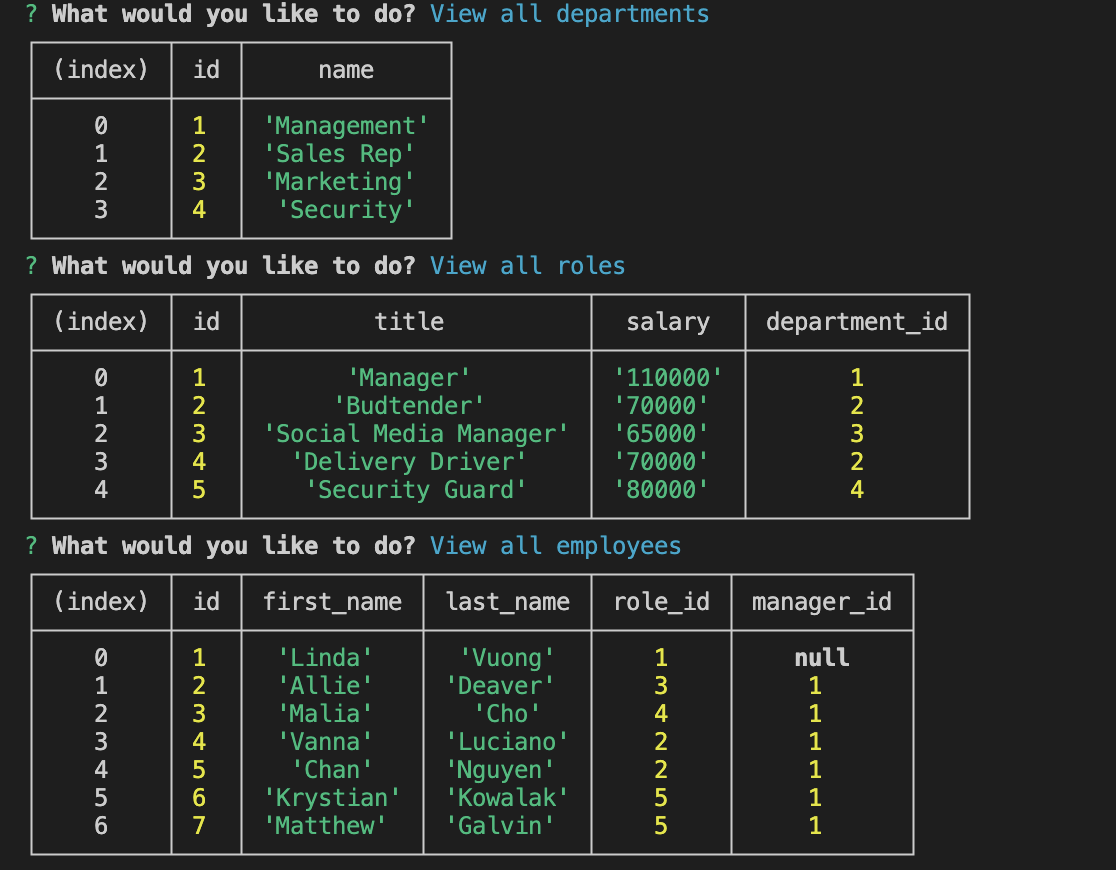 ? What would you like to do? View all departments
(index) id name
0 1 'Management'
1 2 'Sales Rep'
2 3 'Marketing'
3 4 'Security'
? What would you like to do? View all roles
(index) id title salary department_id
0 1 'Manager' '110000' 1
1 2 'Budtender' '70000' 2
2 3 'Social Media Manager' '65000' 3
3 4 'Delivery Driver' '70000' 2
4 5 'Security Guard' '80000' 4
? What would you like to do? View all employees
(index) id first_name last_name role_id manager_id
0 1 'Linda' 'Vuong' 1 null
1 2 'Allie' 'Deaver' 3 1
2 3 'Malia' 'Cho' 4 1
3 4 'Vanna' 'Luciano' 2 1
4 5 'Chan' 'Nguyen' 2 1
5 6 'Krystian' 'Kowalak' 5 1
6 7 'Matthew' 'Galvin' 5 1